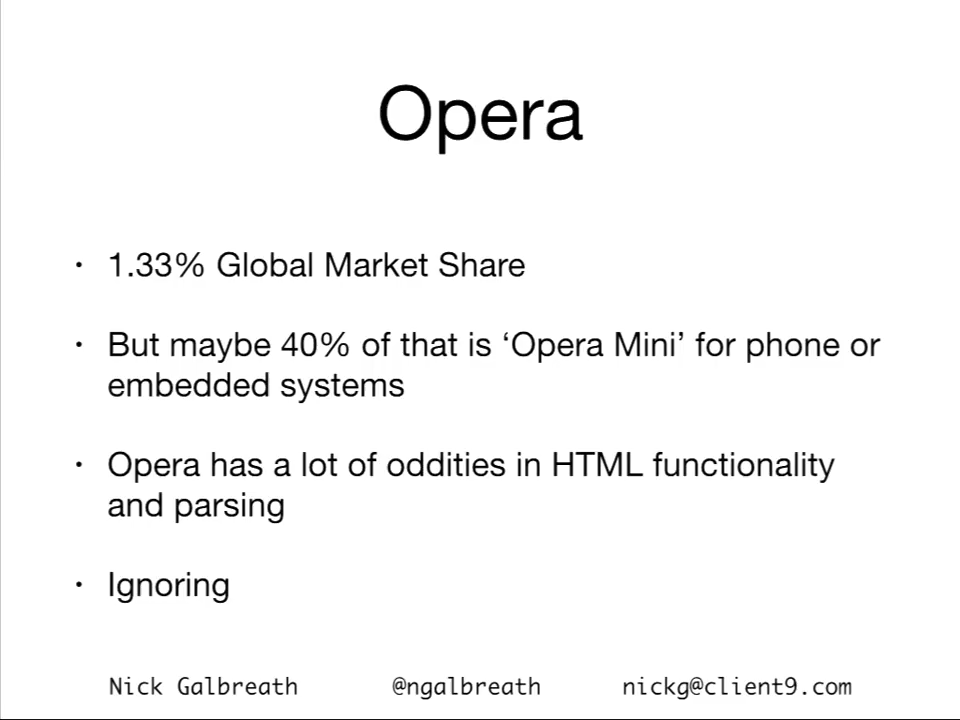 Opera
• 1.33% Global Market Share
• But maybe 40% of that is ‘Opera Mini’ for phone or
embedded systems
• Opera has a lot of oddities in HTML functionality
and parsing
• Ignoring
Nick Galbreath @ngalbreath nickg@client9.com